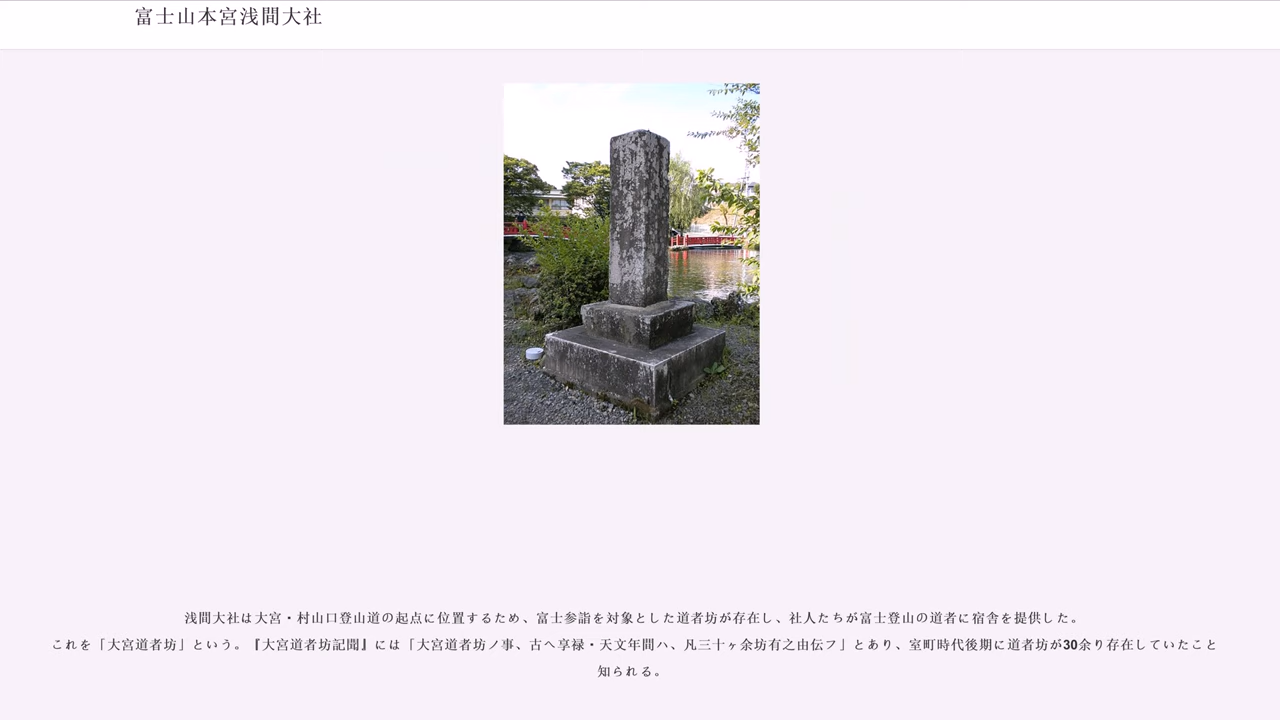 富士山本宮浅間大社
浅間大社は大宮・村山口登山道の起点に位置するため、富士参詣を対象とした道者坊が存在し、社人たちが富士登山の道者に宿舎を提供した。
これを「大宮道者坊」という。『大宮道者坊記聞』には「大宮道者坊ノ事、古ヘ享禄・天文年間ハ、凡三十ヶ余坊有之由伝フ」とあり、室町時代後期に道者坊が30余り存在していたこと
知られる。